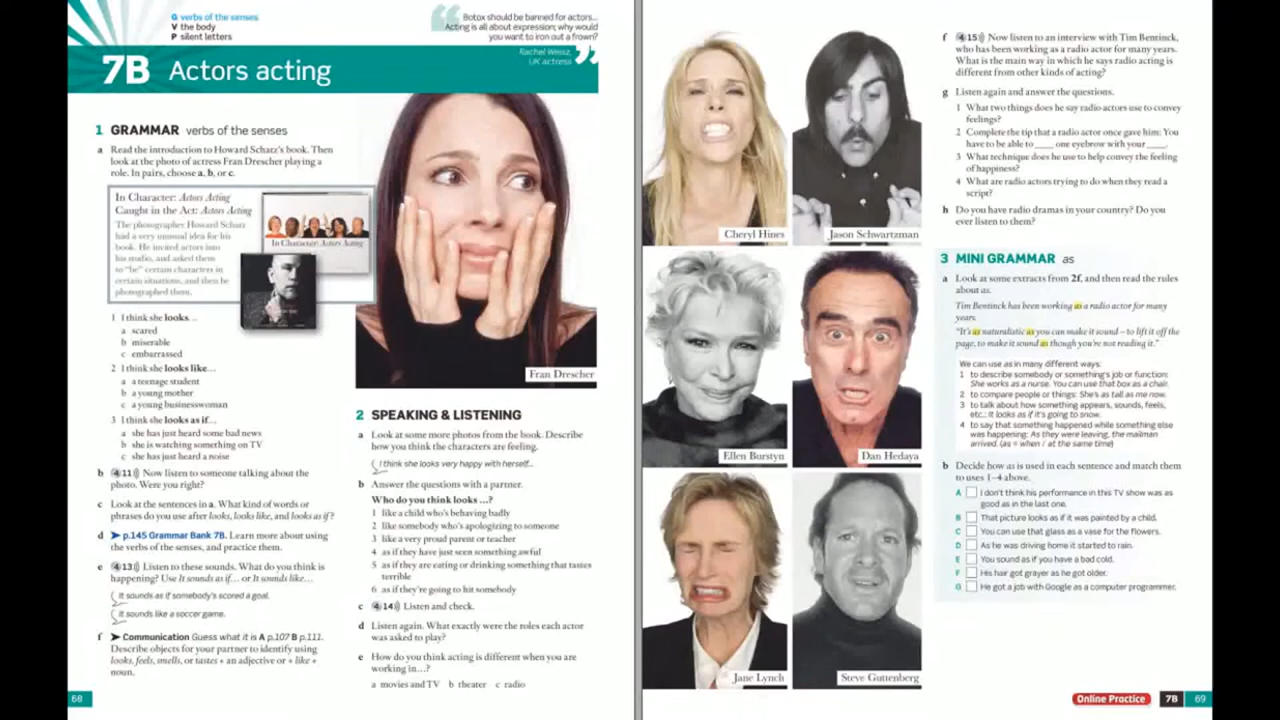 G verbs of the senses
V the body
P silent letters
Botox should be banned for actors...
Acting is all about expression; why would
you want to iron out a frown?
Rachel Weisz,
UK actress
7B Actors acting
1 GRAMMAR verbs of the senses
a Read the introduction to Howard Schatz's book. Then
look at the photo of actress Fran Drescher playing a
role. In pairs, choose a, b, or c.
In Character: Actors Acting
Caught in the Act: Actors Acting
The photographer Howard Schatz
had a very unusual idea for his
book. He invited actors into
his studio, and asked them
to "be" certain characters in
certain situations, and then he
photographed them.
In Character: Actors Acting
1 I think she looks...
a scared
b miserable
c embarrassed
2 I think she looks like...
a a teenage student
b a young mother
c a young businesswoman
3 I think she looks as if...
a she has just heard some bad news
b she is watching something on TV
c she has just heard a noise
b 4 11)) Now listen to someone talking about the
photo. Were you right?
c Look at the sentences in a. What kind of words or
phrases do you use after looks, looks like, and looks as if?
d ➤ p.145 Grammar Bank 7B. Learn more about using
the verbs of the senses, and practice them.
e 4 13)) Listen to these sounds. What do you think is
happening? Use It sounds as if... or It sounds like...
It sounds as if somebody's scored a goal.
It sounds like a soccer game.
f ➤ Communication Guess what it is A p.107 B p.111.
Describe objects for your partner to identify using
looks, feels, smells, or tastes + an adjective or + like +
noun.
68
Fran Drescher
2 SPEAKING & LISTENING
a Look at some more photos from the book. Describe
how you think the characters are feeling.
I think she looks very happy with herself...
b Answer the questions with a partner.
Who do you think looks ...?
1 like a child who's behaving badly
2 like somebody who's apologizing to someone
3 like a very proud parent or teacher
4 as if they have just seen something awful
5 as if they are eating or drinking something that tastes
terrible
6 as if they're going to hit somebody
c 4 14)) Listen and check.
d Listen again. What exactly were the roles each actor
was asked to play?
e How do you think acting is different when you are
working in...?
a movies and TV b theater c radio
Cheryl Hines
Jason Schwartzman
Ellen Burstyn
Dan Hedaya
Jane Lynch
Steve Guttenberg
f 4 15)) Now listen to an interview with Tim Bentinck,
who has been working as a radio actor for many years.
What is the main way in which he says radio acting is
different from other kinds of acting?
g Listen again and answer the questions.
1 What two things does he say radio actors use to convey
feelings?
2 Complete the tip that a radio actor once gave him: You
have to be able to ____ one eyebrow with your ____.
3 What technique does he use to help convey the feeling
of happiness?
4 What are radio actors trying to do when they read a
script?
h Do you have radio dramas in your country? Do you
ever listen to them?
3 MINI GRAMMAR as
a Look at some extracts from 2f, and then read the rules
about as.
Tim Bentinck has been working as a radio actor for many
years.
"It's as naturalistic as you can make it sound – to lift it off the
page, to make it sound as though you're not reading it."
We can use as in many different ways:
1 to describe somebody or something's job or function:
She works as a nurse. You can use that box as a chair.
2 to compare people or things: She's as tall as me now.
3 to talk about how something appears, sounds, feels,
etc.: It looks as if it's going to snow.
4 to say that something happened while something else
was happening: As they were leaving, the mailman
arrived. (as = when / at the same time)
b Decide how as is used in each sentence and match them
to uses 1–4 above.
A I don't think his performance in this TV show was as
good as in the last one.
B That picture looks as if it was painted by a child.
C You can use that glass as a vase for the flowers.
D As he was driving home it started to rain.
E You sound as if you have a bad cold.
F His hair got grayer as he got older.
G He got a job with Google as a computer programmer.
Online Practice 7B 69